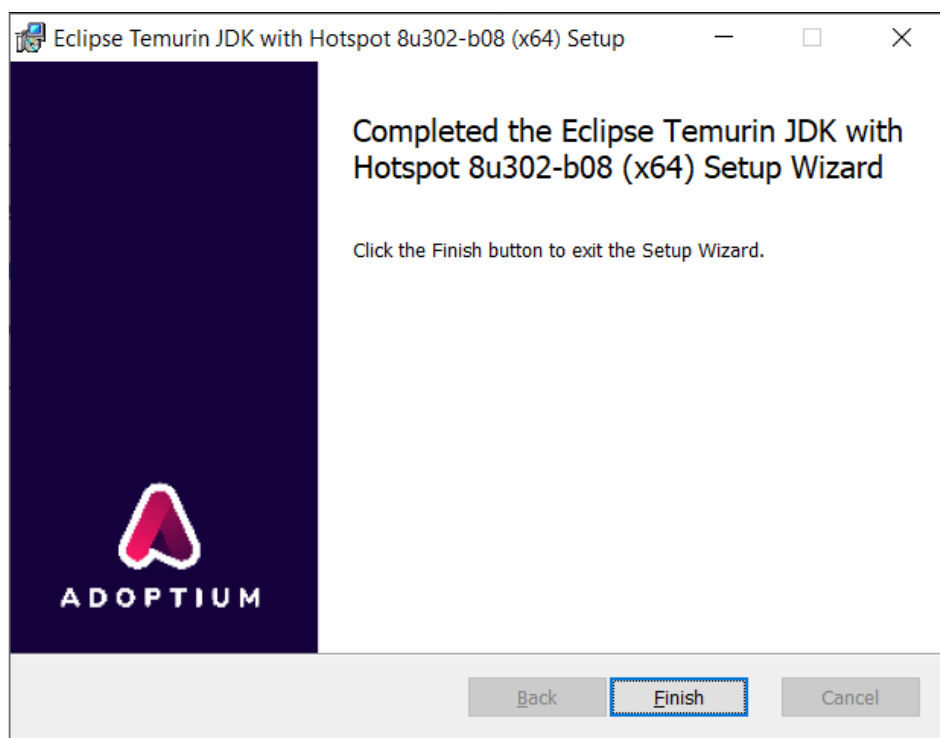 Eclipse Temurin JDK with Hotspot 8u302-b08 (x64) Setup
Completed the Eclipse Temurin JDK with
Hotspot 8u302-b08 (x64) Setup Wizard
Click the Finish button to exit the Setup Wizard.
ADOPTIUM
Back Finish Cancel